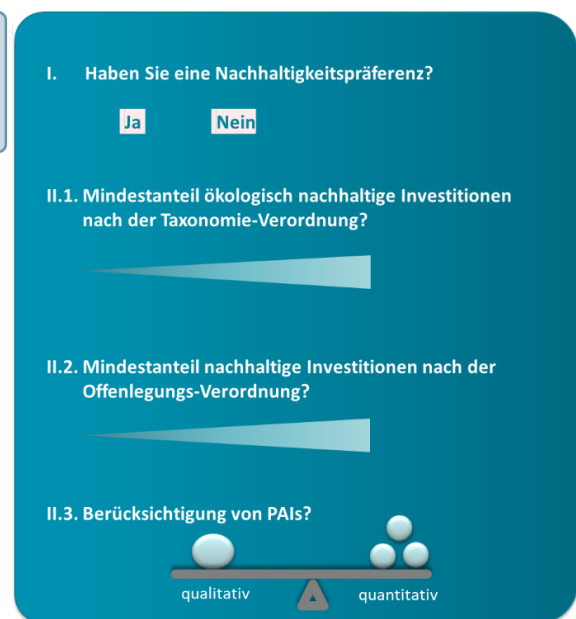 I. Haben Sie eine Nachhaltigkeitspräferenz?
Ja Nein
II.1. Mindestanteil ökologisch nachhaltige Investitionen
nach der Taxonomie-Verordnung?
II.2. Mindestanteil nachhaltige Investitionen nach der
Offenlegungs-Verordnung?
II.3. Berücksichtigung von PAIs?
qualitativ quantitativ